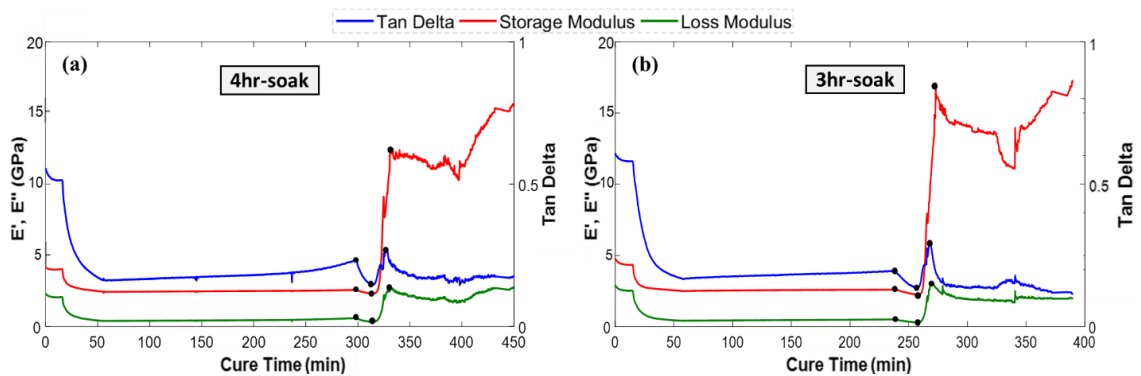 Tan Delta Storage Modulus Loss Modulus
(a)
4hr-soak
20
15
10
5
0
E', E" (GPa)
1
0.5
0
Tan Delta
0 50 100 150 200 250 300 350 400 450
Cure Time (min)
(b)
3hr-soak
20
15
10
5
0
E', E" (GPa)
1
0.5
0
Tan Delta
0 50 100 150 200 250 300 350 400
Cure Time (min)